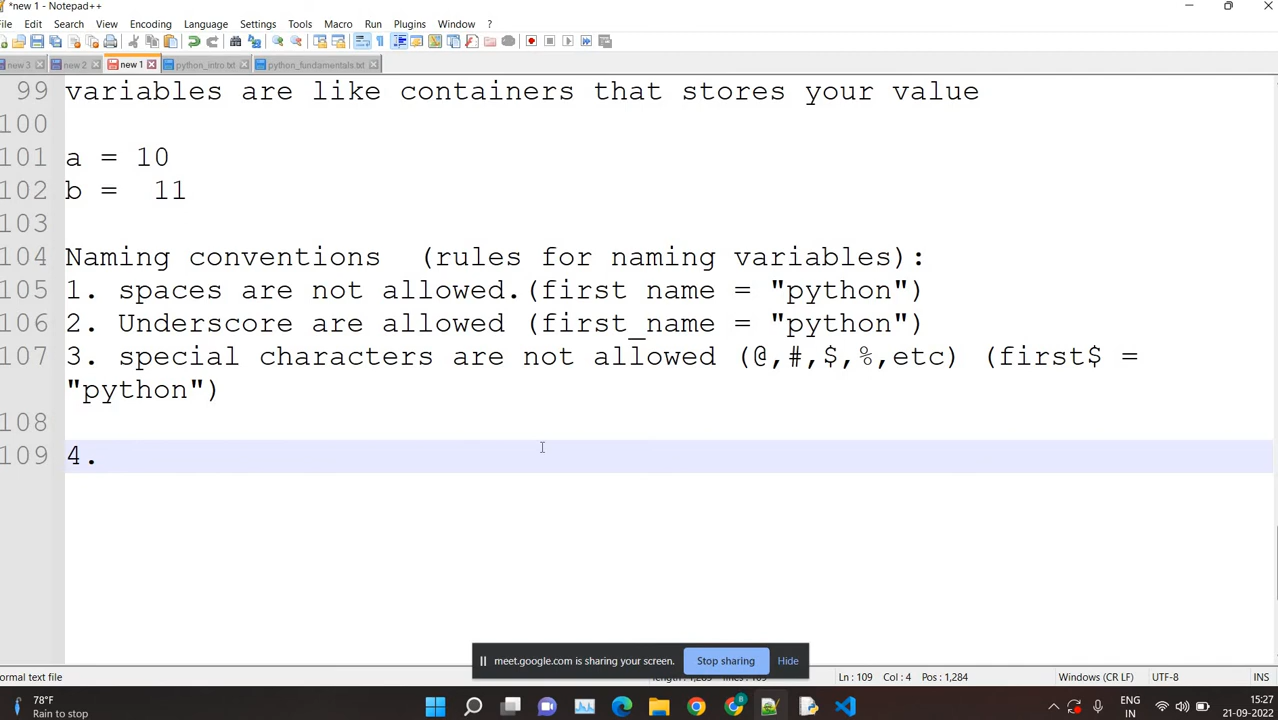 *new 1 - Notepad++
File Edit Search View Encoding Language Settings Tools Macro Run Plugins Window ?
new 3 new 2 new 1 python_intro.txt python_fundamentals.txt
99 variables are like containers that stores your value
100
101 a = 10
102 b =  11
103
104 Naming conventions  (rules for naming variables):
105 1. spaces are not allowed.(first name = "python")
106 2. Underscore are allowed (first_name = "python")
107 3. special characters are not allowed (@,#,$,%,etc) (first$ =
"python")
108
109 4.
meet.google.com is sharing your screen. Stop sharing Hide
ormal text file Ln : 109 Col : 4 Pos : 1,284 Windows (CR LF) UTF-8 INS
78°F
Rain to stop
ENG
IN
15:27
21-09-2022